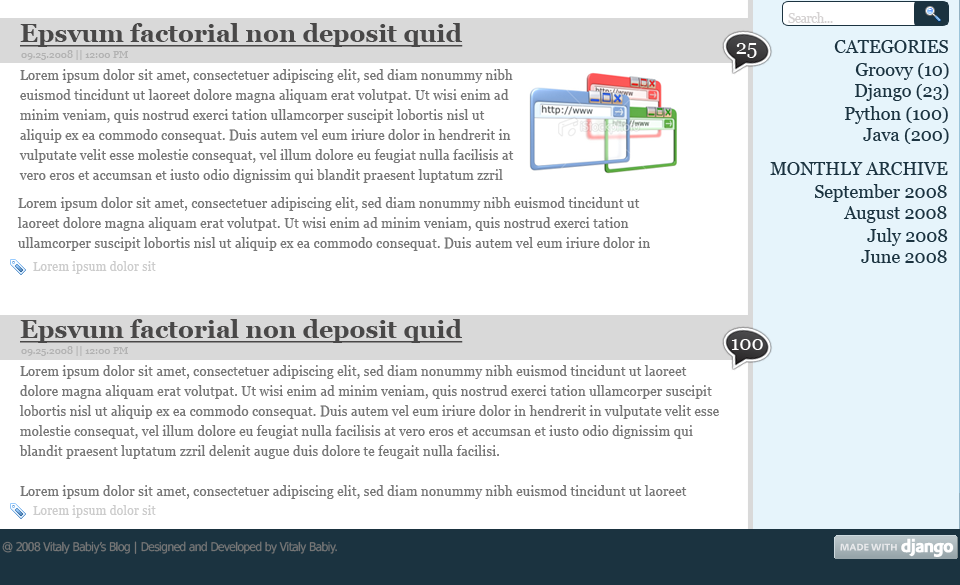 Epsvum factorial non deposit quid
09.25.2008 || 12:00 PM
25
Lorem ipsum dolor sit amet, consectetuer adipiscing elit, sed diam nonummy nibh
euismod tincidunt ut laoreet dolore magna aliquam erat volutpat. Ut wisi enim ad
minim veniam, quis nostrud exerci tation ullamcorper suscipit lobortis nisl ut
aliquip ex ea commodo consequat. Duis autem vel eum iriure dolor in hendrerit in
vulputate velit esse molestie consequat, vel illum dolore eu feugiat nulla facilisis at
vero eros et accumsan et iusto odio dignissim qui blandit praesent luptatum zzril
http://www
http://www
http://www
Lorem ipsum dolor sit amet, consectetuer adipiscing elit, sed diam nonummy nibh euismod tincidunt ut
laoreet dolore magna aliquam erat volutpat. Ut wisi enim ad minim veniam, quis nostrud exerci tation
ullamcorper suscipit lobortis nisl ut aliquip ex ea commodo consequat. Duis autem vel eum iriure dolor in
Lorem ipsum dolor sit
Epsvum factorial non deposit quid
09.25.2008 || 12:00 PM
100
Lorem ipsum dolor sit amet, consectetuer adipiscing elit, sed diam nonummy nibh euismod tincidunt ut laoreet
dolore magna aliquam erat volutpat. Ut wisi enim ad minim veniam, quis nostrud exerci tation ullamcorper suscipit
lobortis nisl ut aliquip ex ea commodo consequat. Duis autem vel eum iriure dolor in hendrerit in vulputate velit esse
molestie consequat, vel illum dolore eu feugiat nulla facilisis at vero eros et accumsan et iusto odio dignissim qui
blandit praesent luptatum zzril delenit augue duis dolore te feugait nulla facilisi.
Lorem ipsum dolor sit amet, consectetuer adipiscing elit, sed diam nonummy nibh euismod tincidunt ut laoreet
Lorem ipsum dolor sit
Search...
CATEGORIES
Groovy (10)
Django (23)
Python (100)
Java (200)
MONTHLY ARCHIVE
September 2008
August 2008
July 2008
June 2008
@ 2008 Vitaly Babiy's Blog | Designed and Developed by Vitaly Babiy.
MADE WITH django